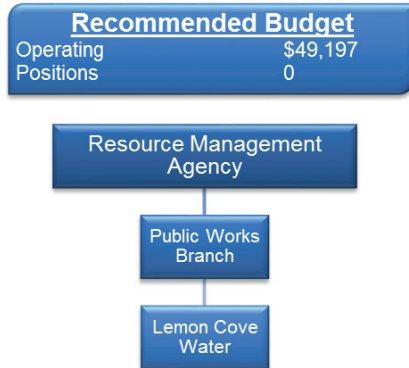 Recommended Budget
Operating $49,197
Positions 0
Resource Management
Agency
Public Works
Branch
Lemon Cove
Water